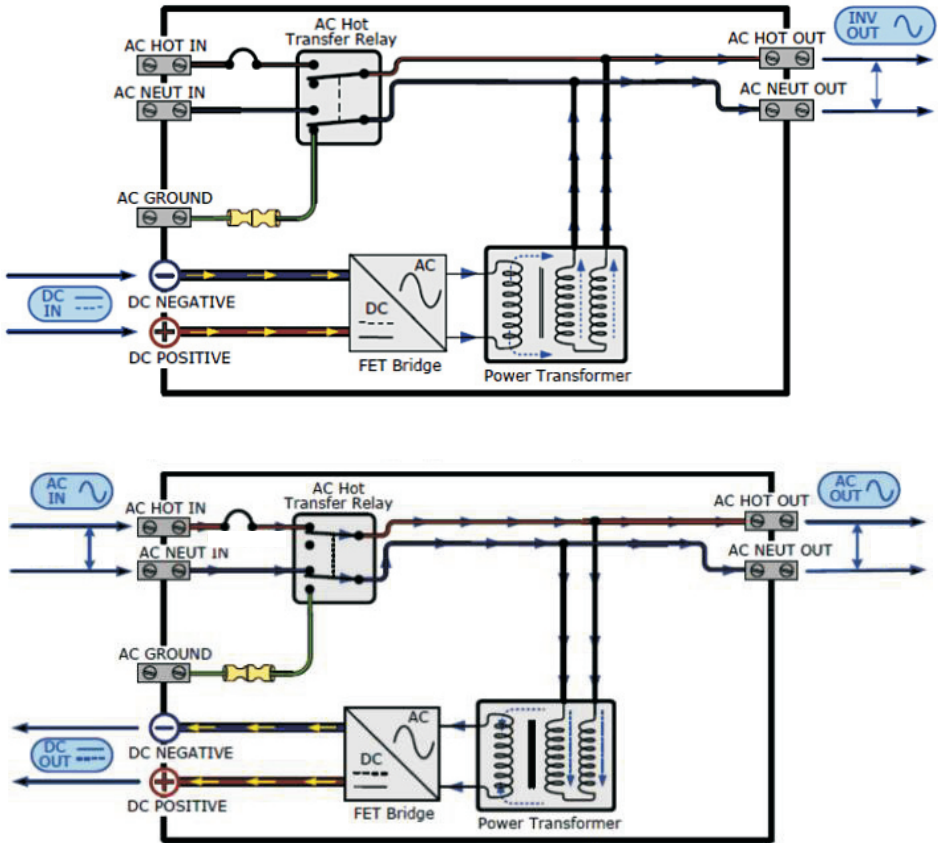 AC Hot
Transfer Relay
AC HOT IN
AC NEUT IN
AC HOT OUT
INV
OUT
AC NEUT OUT
AC GROUND
DC
IN
DC NEGATIVE
DC POSITIVE
AC
DC
FET Bridge
Power Transformer
AC
IN
AC HOT IN
AC Hot
Transfer Relay
AC HOT OUT
AC
OUT
AC NEUT IN
AC NEUT OUT
AC GROUND
DC
OUT
DC NEGATIVE
DC POSITIVE
AC
DC
FET Bridge
Power Transformer